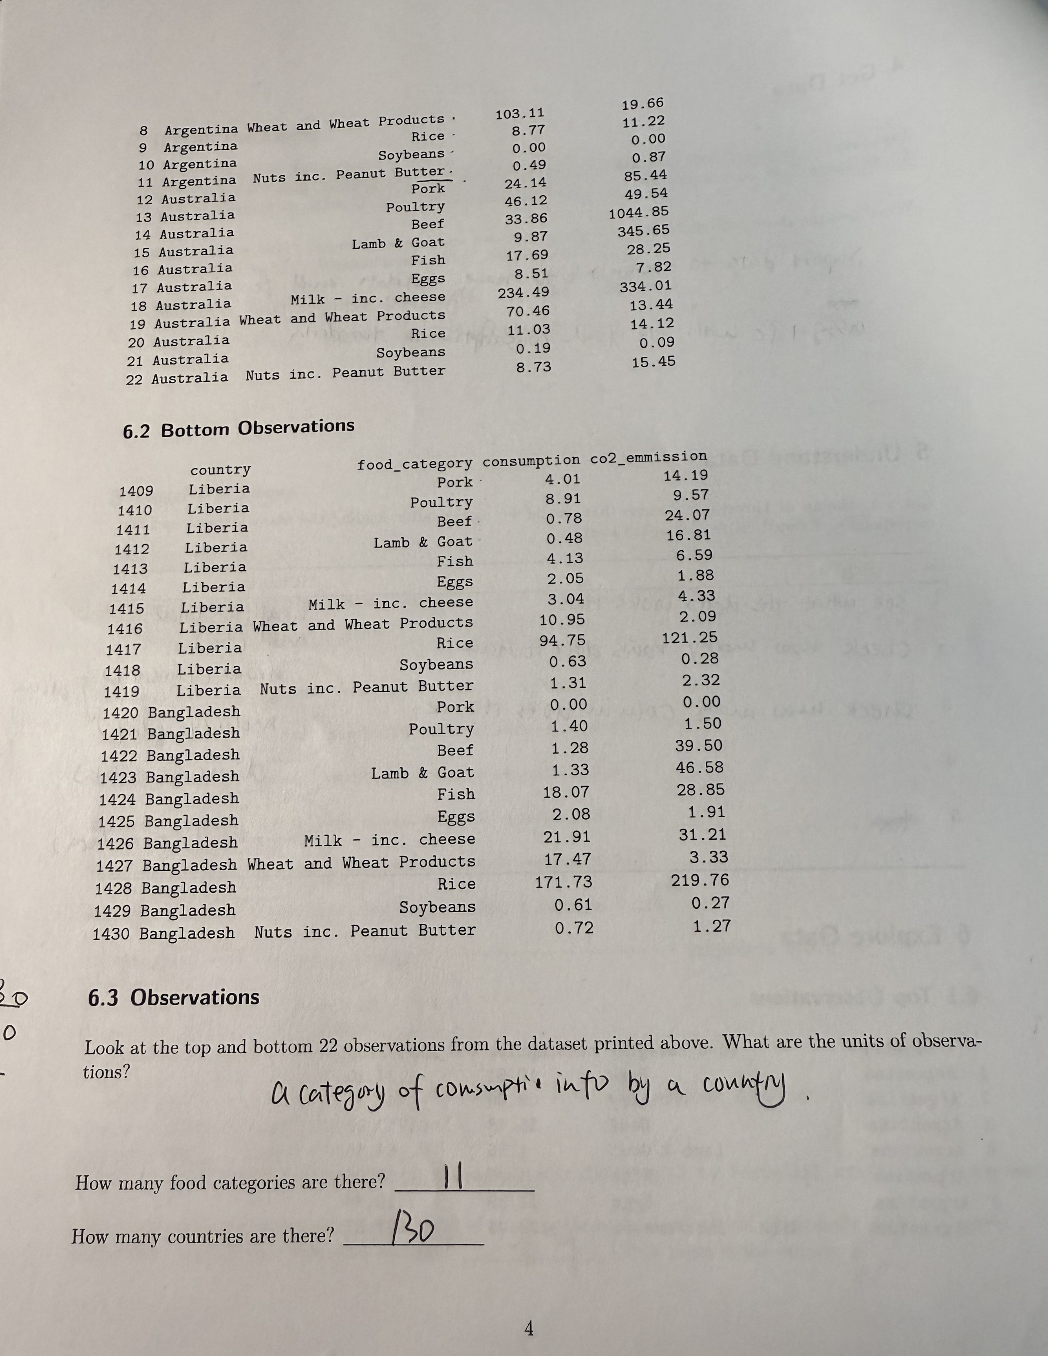 8 Argentina Wheat and Wheat Products 103.11 19.66
9 Argentina Rice 8.77 11.22
10 Argentina Soybeans 0.00 0.00
11 Argentina Nuts inc. Peanut Butter 0.49 0.87
12 Australia Pork 24.14 85.44
13 Australia Poultry 46.12 49.54
14 Australia Beef 33.86 1044.85
15 Australia Lamb & Goat 9.87 345.65
16 Australia Fish 17.69 28.25
17 Australia Eggs 8.51 7.82
18 Australia Milk - inc. cheese 234.49 334.01
19 Australia Wheat and Wheat Products 70.46 13.44
20 Australia Rice 11.03 14.12
21 Australia Soybeans 0.19 0.09
22 Australia Nuts inc. Peanut Butter 8.73 15.45
6.2 Bottom Observations
country food_category consumption co2_emmission
1409 Liberia Pork 4.01 14.19
1410 Liberia Poultry 8.91 9.57
1411 Liberia Beef 0.78 24.07
1412 Liberia Lamb & Goat 0.48 16.81
1413 Liberia Fish 4.13 6.59
1414 Liberia Eggs 2.05 1.88
1415 Liberia Milk - inc. cheese 3.04 4.33
1416 Liberia Wheat and Wheat Products 10.95 2.09
1417 Liberia Rice 94.75 121.25
1418 Liberia Soybeans 0.63 0.28
1419 Liberia Nuts inc. Peanut Butter 1.31 2.32
1420 Bangladesh Pork 0.00 0.00
1421 Bangladesh Poultry 1.40 1.50
1422 Bangladesh Beef 1.28 39.50
1423 Bangladesh Lamb & Goat 1.33 46.58
1424 Bangladesh Fish 18.07 28.85
1425 Bangladesh Eggs 2.08 1.91
1426 Bangladesh Milk - inc. cheese 21.91 31.21
1427 Bangladesh Wheat and Wheat Products 17.47 3.33
1428 Bangladesh Rice 171.73 219.76
1429 Bangladesh Soybeans 0.61 0.27
1430 Bangladesh Nuts inc. Peanut Butter 0.72 1.27
6.3 Observations
Look at the top and bottom 22 observations from the dataset printed above. What are the units of observa-
tions?
a category of info by a country.
How many food categories are there? 11
How many countries are there? 130
4